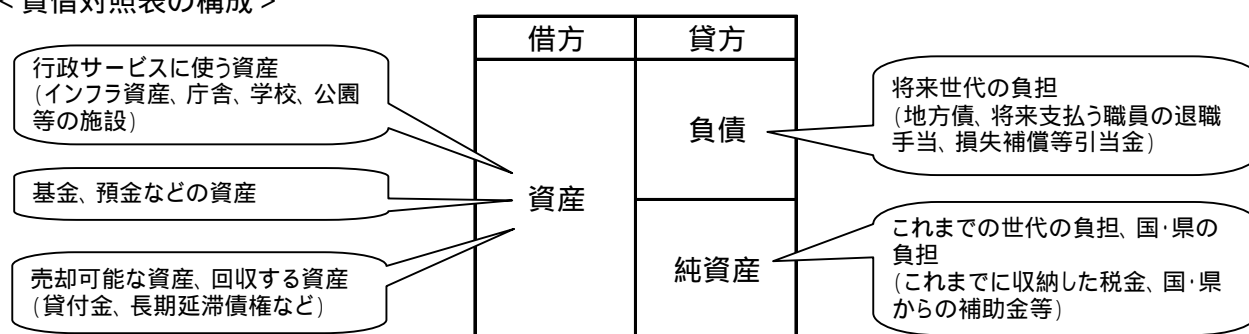 <貸借対照表の構成>
借方
貸方
行政サービスに使う資産
(インフラ資産、庁舎、学校、公園
等の施設)
基金、預金などの資産
売却可能な資産、回収する資産
(貸付金、長期延滞債権など)
資産
負債
純資産
将来世代の負担
(地方債、将来支払う職員の退職
手当、損失補償等引当金)
これまでの世代の負担、国・県の
負担
(これまでに収納した税金、国・県
からの補助金等)